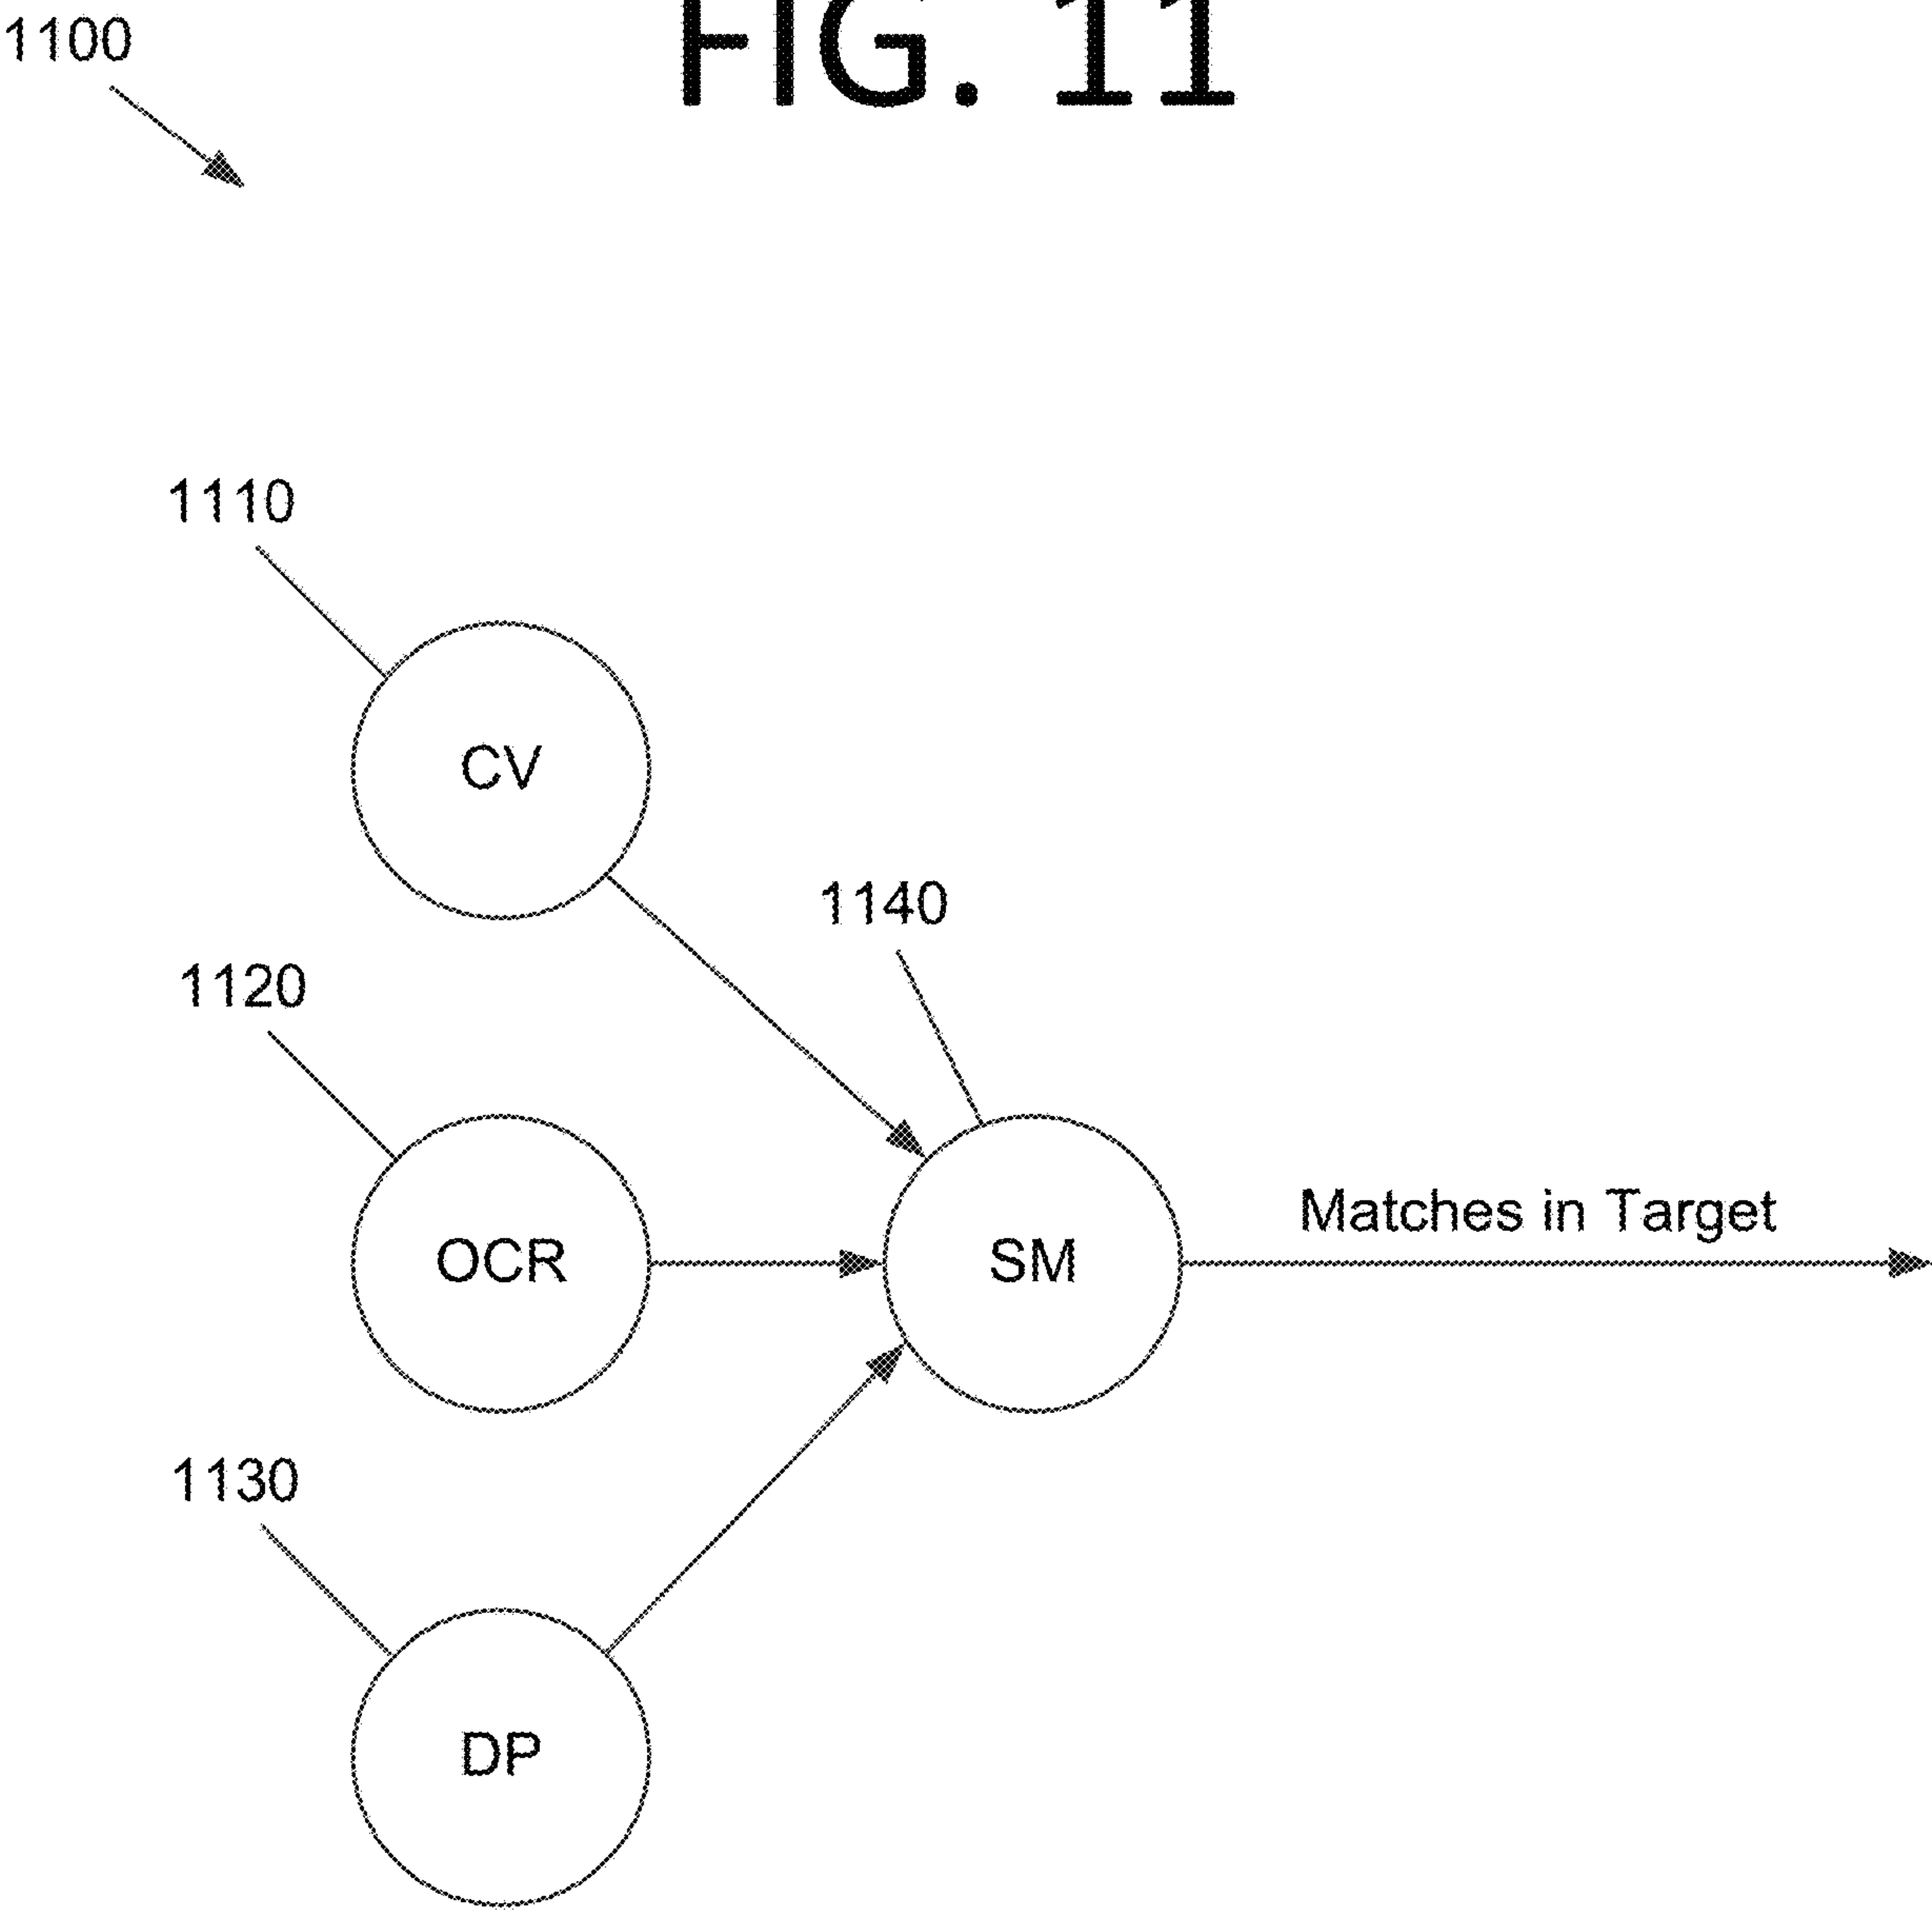 1100
FIG. 11
1110
CV
1140
1120
OCR
SM
Matches in Target
1130
DP